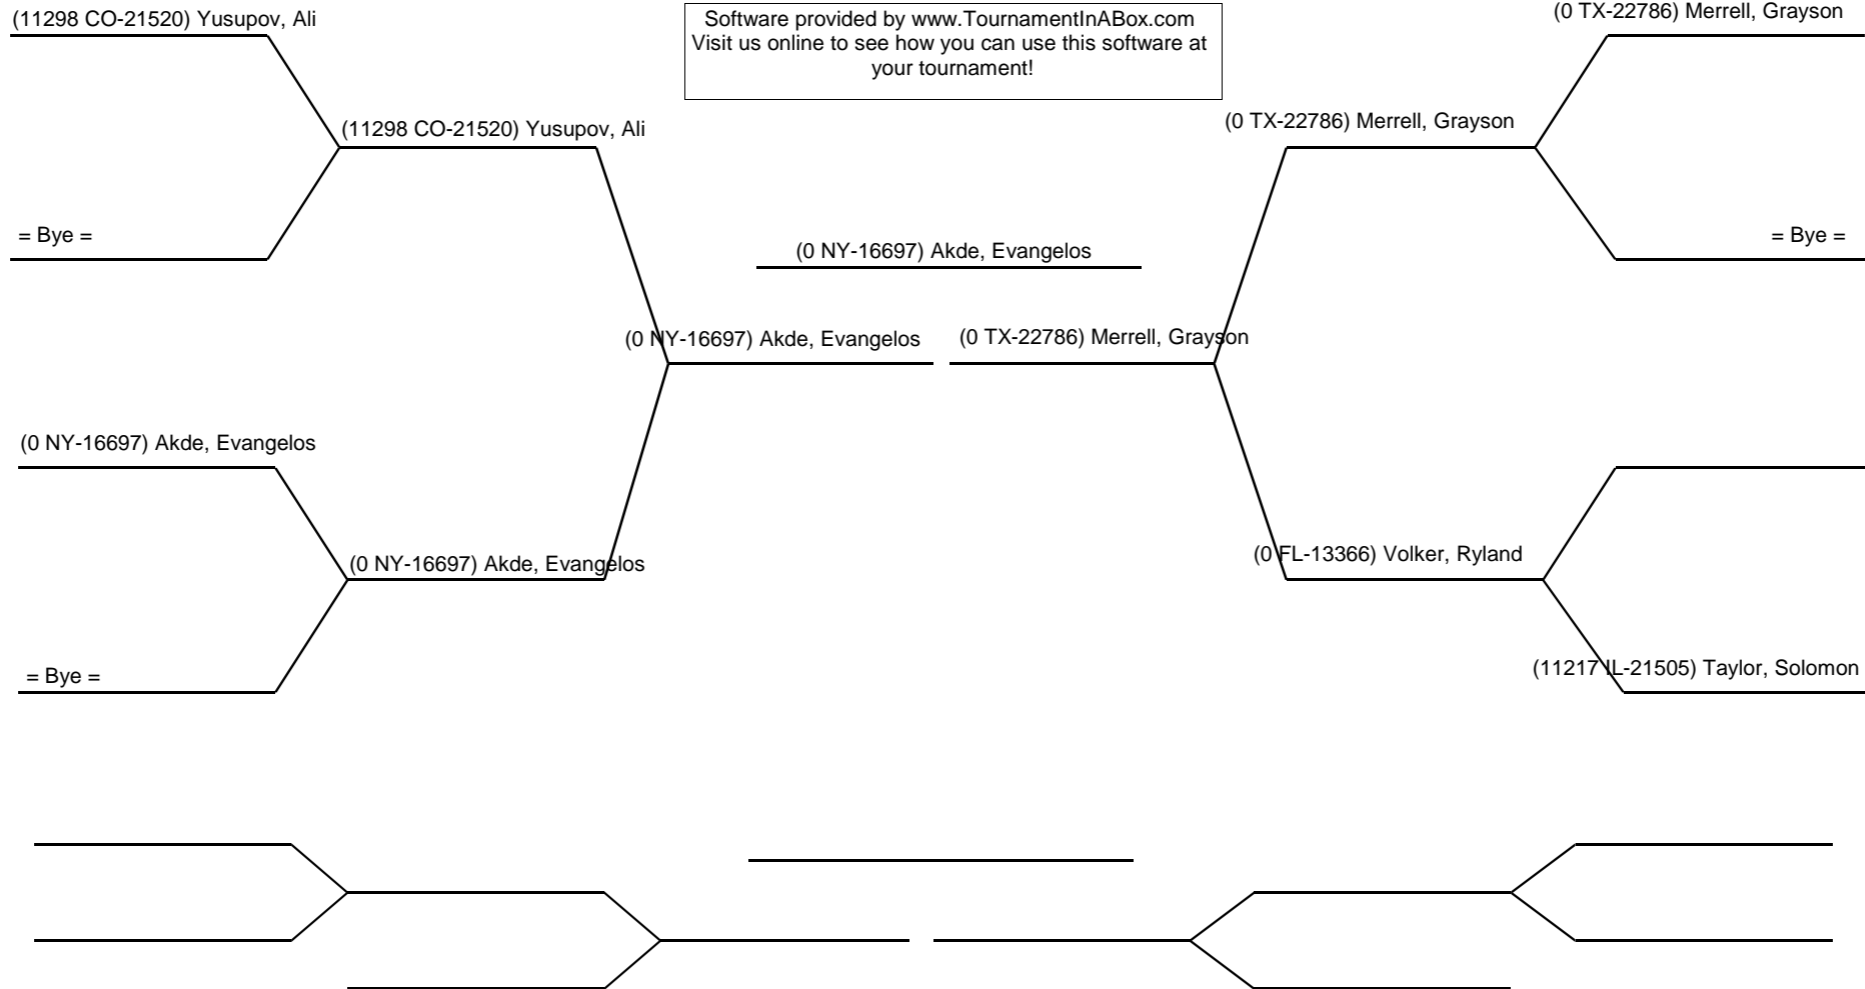 (11298 CO-21520) Yusupov, Ali
Software provided by www.TournamentInABox.com
Visit us online to see how you can use this software at
your tournament!
(0 TX-22786) Merrell, Grayson
(11298 CO-21520) Yusupov, Ali
(0 TX-22786) Merrell, Grayson
= Bye =
(0 NY-16697) Akde, Evangelos
= Bye =
(0 NY-16697) Akde, Evangelos
(0 TX-22786) Merrell, Grayson
(0 NY-16697) Akde, Evangelos
(0 NY-16697) Akde, Evangelos
(0 FL-13366) Volker, Ryland
= Bye =
(11217 IL-21505) Taylor, Solomon